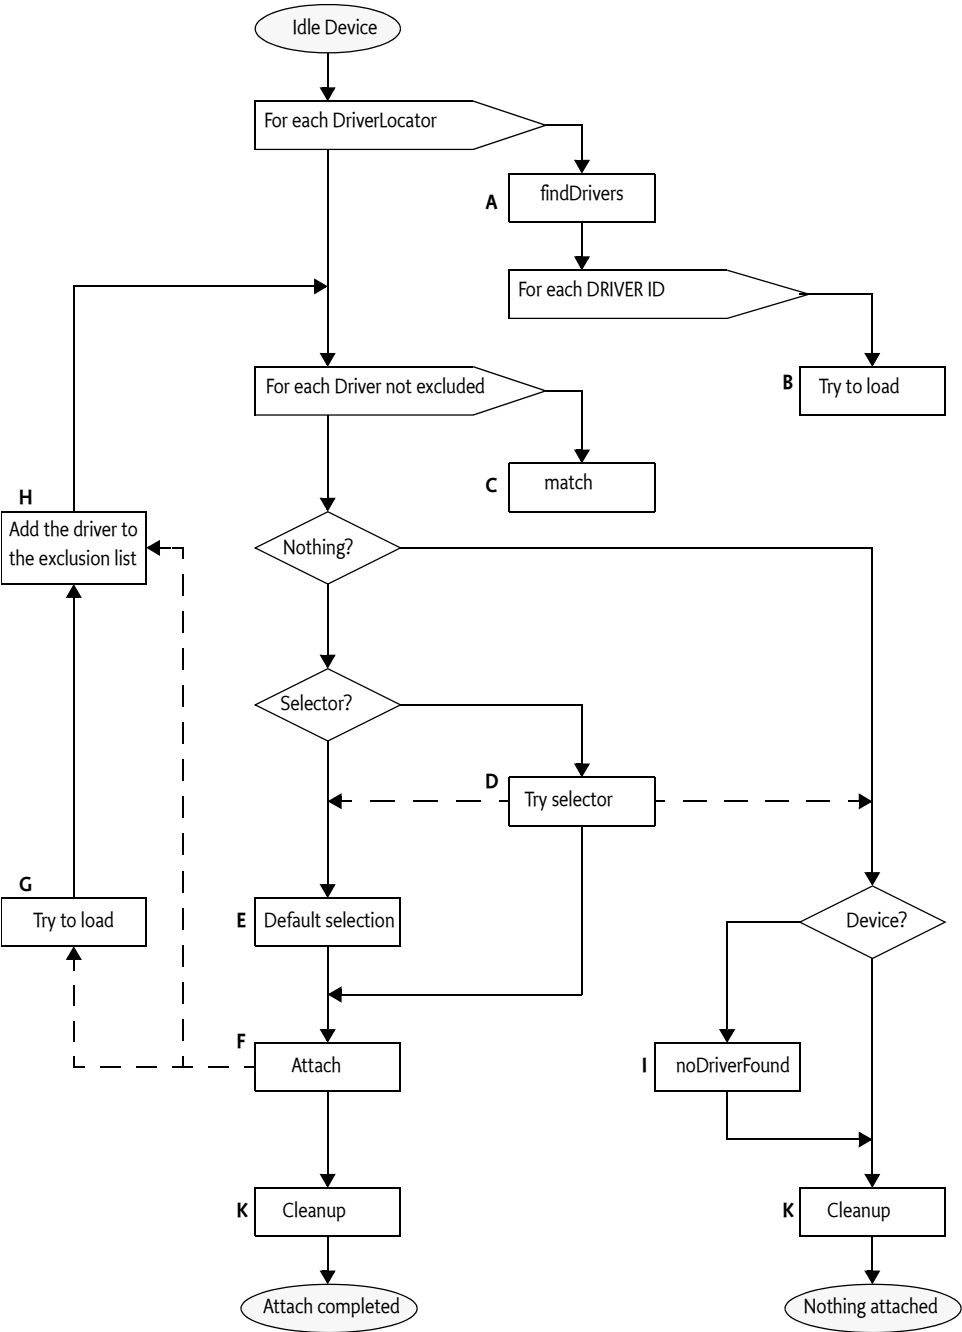 Idle Device
For each DriverLocator
A
findDrivers
For each DRIVER ID
For each Driver not excluded
B
Try to load
C
match
H
Add the driver to
the exclusion list
Nothing?
Selector?
D
Try selector
G
Try to load
E
Default selection
Device?
F
Attach
I
noDriverFound
K
Cleanup
K
Cleanup
Attach completed
Nothing attached